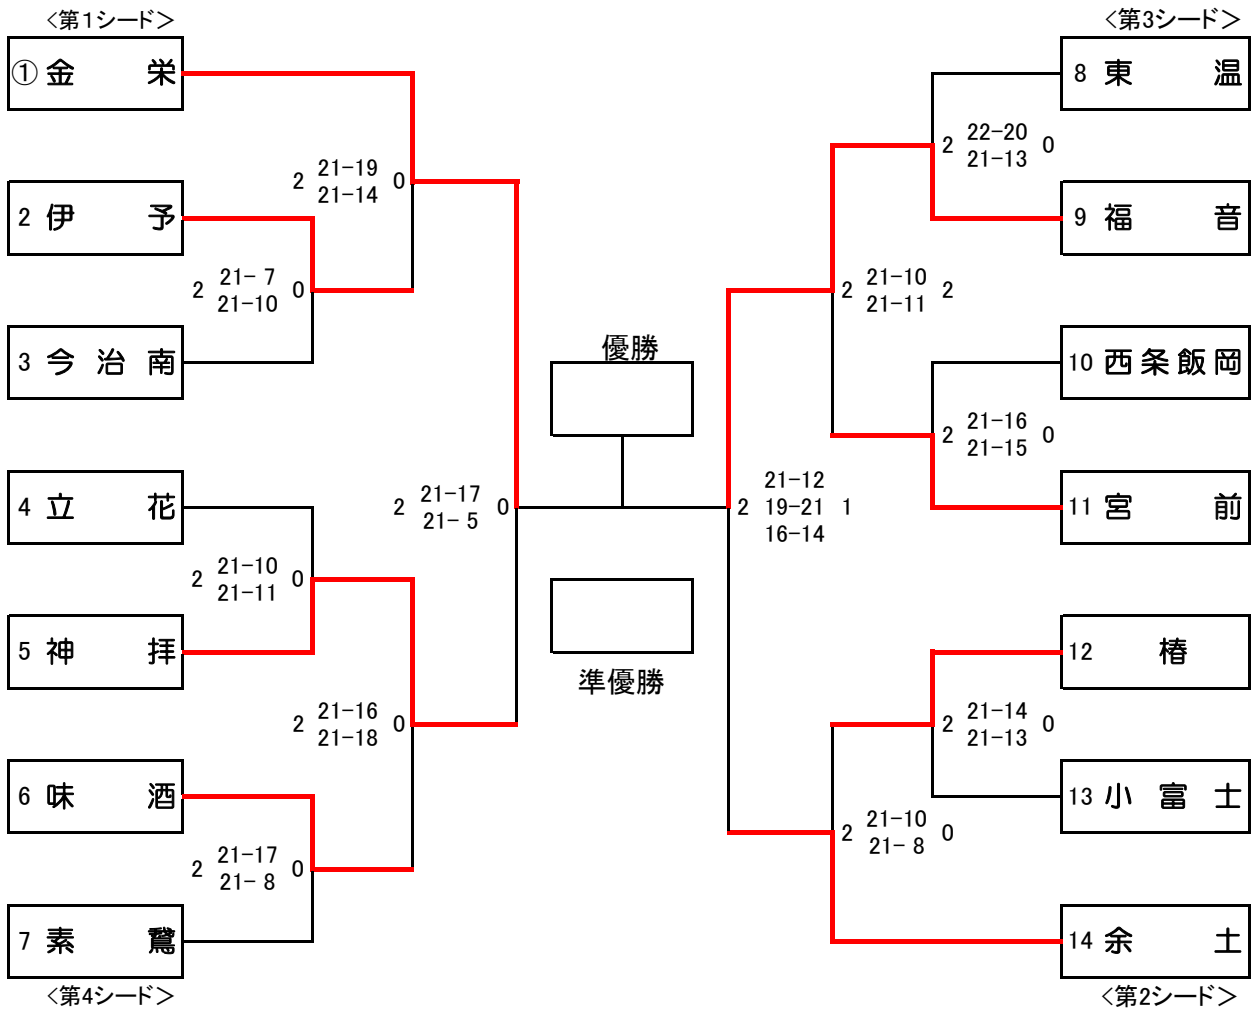 <第１シード>
① 金栄
2 伊予
3 今治南
4 立花
5 神拝
6 味酒
7 素鵞
<第4シード>
2 21-19 0
21-14
2 21- 7 0
21-10
2 21-10 0
21-11
2 21-16 0
21-18
2 21-17 0
21- 8
2 21-17 0
21- 5
優勝
準優勝
2 21-12 1
19-21
16-14
<第3シード>
8 東温
9 福音
10 西条飯岡
11 宮前
12 椿
13 小富士
14 余土
<第2シード>
2 22-20 0
21-13
2 21-10 2
21-11
2 21-16 0
21-15
2 21-14 0
21-13
2 21-10 0
21- 8